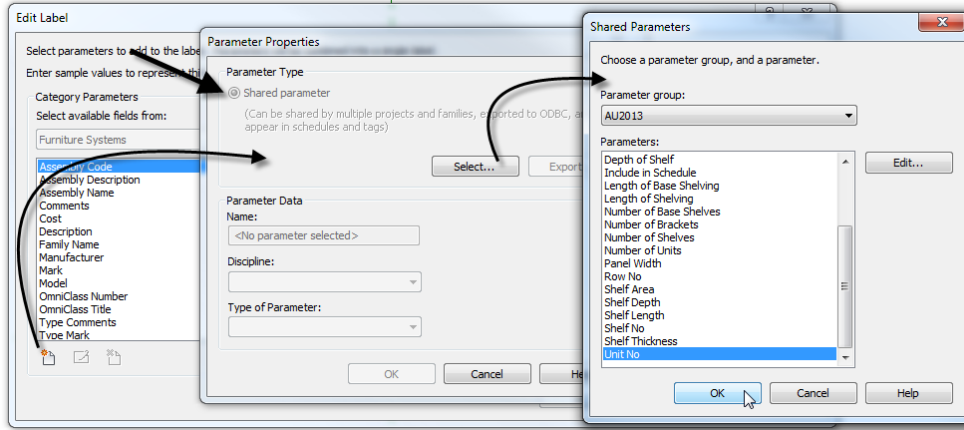 Edit Label
Select parameters to add to the labe
Enter sample values to represent thi
Category Parameters
Select available fields from:
Furniture Systems
Assembly Code
Assembly Description
Assembly Name
Comments
Cost
Description
Family Name
Manufacturer
Mark
Model
OmniClass Number
OmniClass Title
Type Comments
Type Mark
Parameter Properties
Parameter Type
Shared parameter
(Can be shared by multiple projects and families, exported to ODBC, a
appear in schedules and tags)
Select...
Export
Parameter Data
Name:
<No parameter selected>
Discipline:
Type of Parameter:
OK
Cancel
He
Shared Parameters
Choose a parameter group, and a parameter.
Parameter group:
AU2013
Parameters:
Depth of Shelf
Include in Schedule
Length of Base Shelving
Length of Shelving
Number of Base Shelves
Number of Brackets
Number of Shelves
Number of Units
Panel Width
Row No
Shelf Area
Shelf Depth
Shelf Length
Shelf No
Shelf Thickness
Unit No
Edit...
OK
Cancel
Help